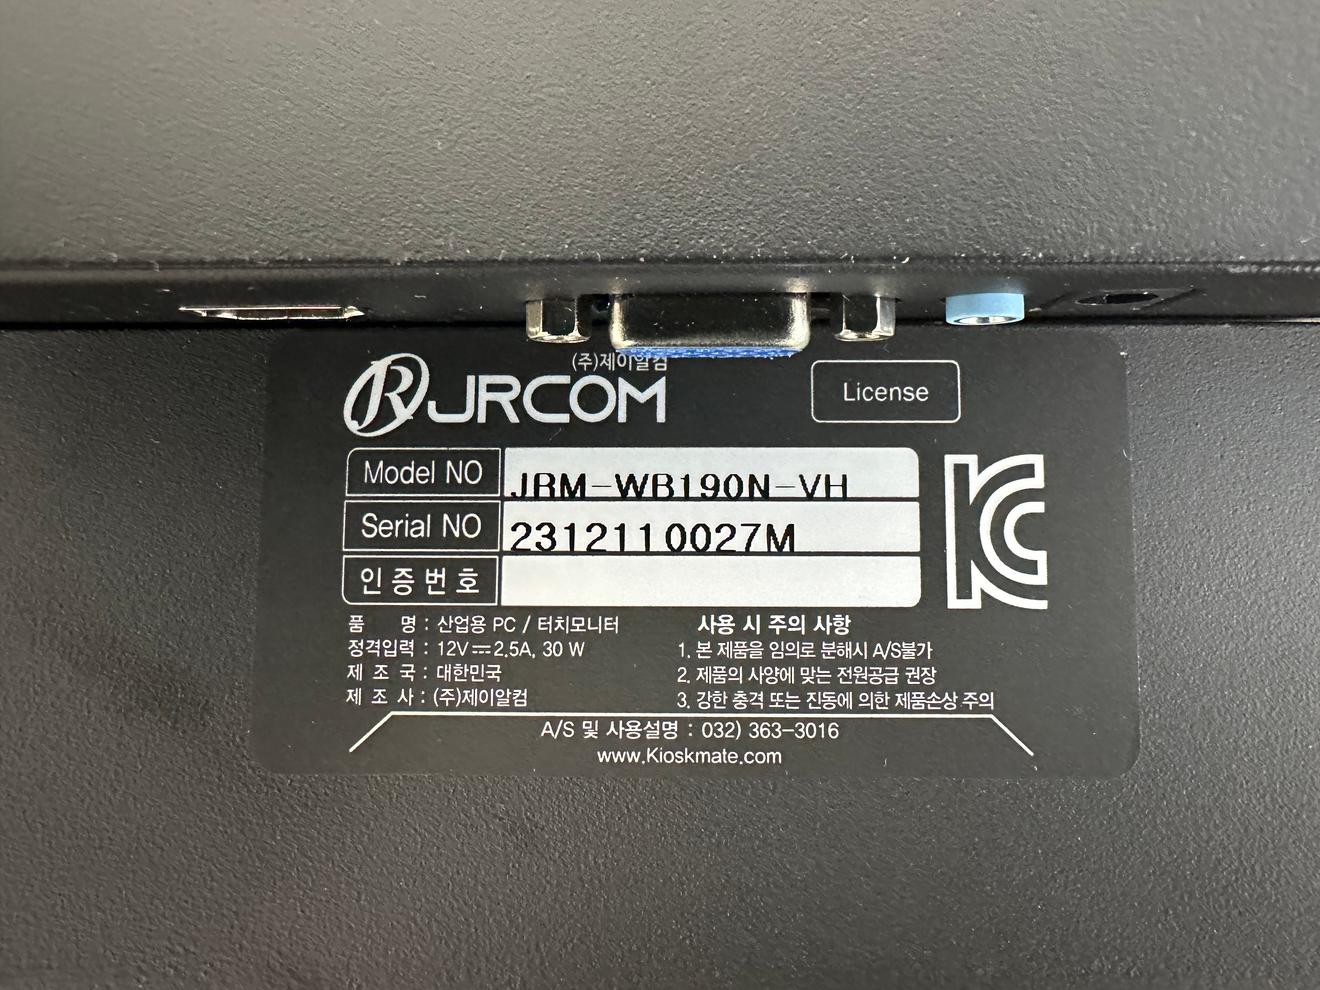 (주)제이알컴
JRCOM
License
Model NO JRM-WB190N-VH
Serial NO 2312110027M
인증번호
품 명 : 산업용 PC / 터치모니터
정격입력 : 12V⎓2.5A, 30 W
제 조 국 : 대한민국
제 조 사 : (주)제이알컴
사용 시 주의 사항
1. 본 제품을 임의로 분해시 A/S불가
2. 제품의 사양에 맞는 전원공급 권장
3. 강한 충격 또는 진동에 의한 제품손상 주의
A/S 및 사용설명 : 032) 363-3016
www.Kioskmate.com